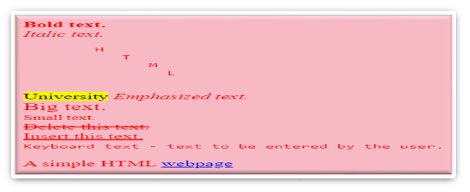 Bold text.
Italic text.
H
T
M
L
University Emphasized text.
Big text.
Small text.
Delete this text.
Insert this text.
Keyboard text - text to be entered by the user.
A simple HTML webpage